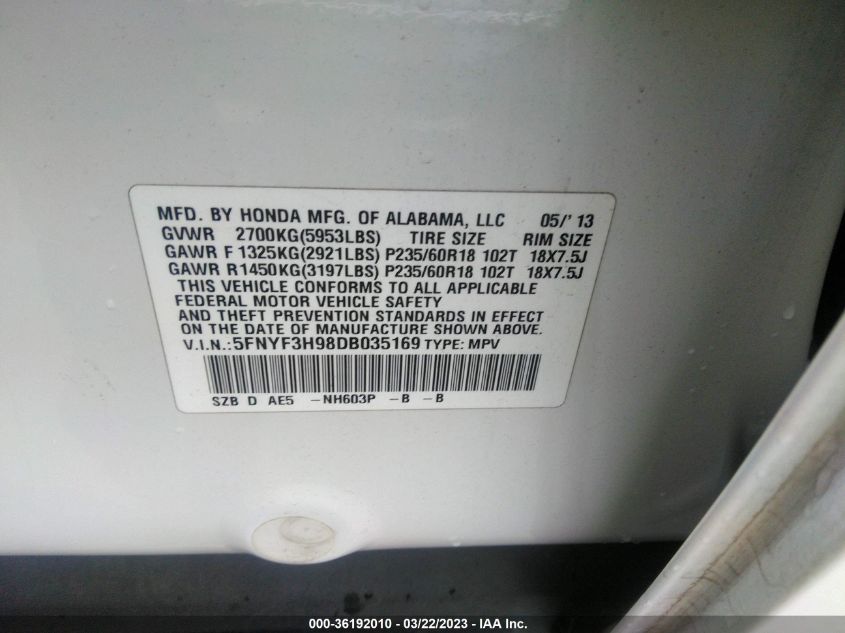 MFD. BY HONDA MFG. OF ALABAMA, LLC 05/'13
GVWR 2700KG(5953LBS) TIRE SIZE RIM SIZE
GAWR F 1325KG(2921LBS) P235/60R18 102T 18X7.5J
GAWR R 1450KG(3197LBS) P235/60R18 102T 18X7.5J
THIS VEHICLE CONFORMS TO ALL APPLICABLE
FEDERAL MOTOR VEHICLE SAFETY
AND THEFT PREVENTION STANDARDS IN EFFECT
ON THE DATE OF MANUFACTURE SHOWN ABOVE.
V.I.N.:5FNYF3H98DB035169 TYPE: MPV
SZB D AE5 -NH603P -B -B
000-36192010 - 03/22/2023 - IAA Inc.